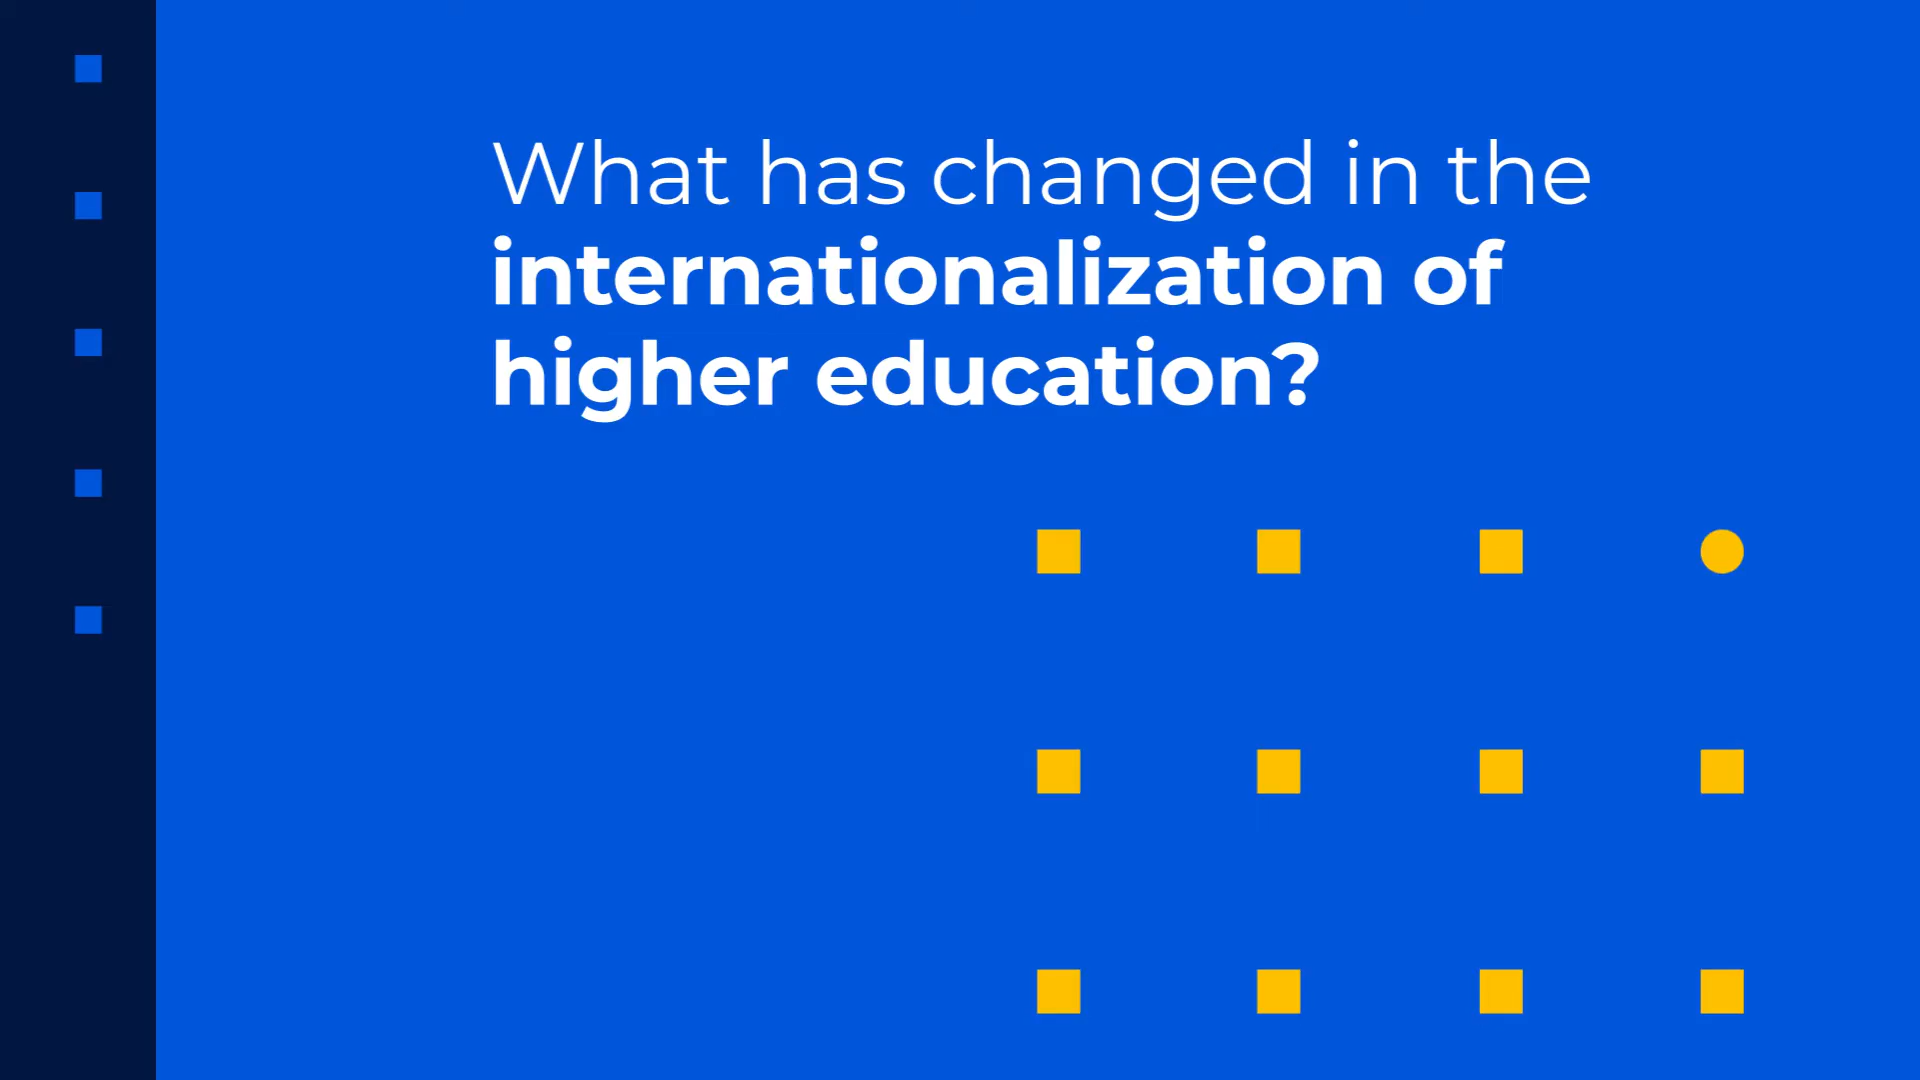 What has changed in the
internationalization of
higher education?